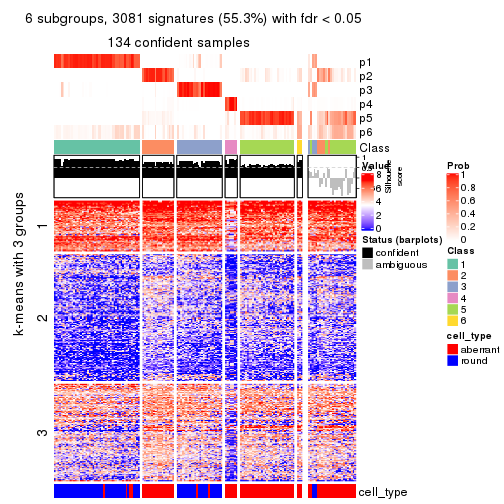 6 subgroups, 3081 signatures (55.3%) with fdr < 0.05
134 confident samples
p1
p2
p3
p4
p5
p6
Class
1
Silhouette
score
k-means with 3 groups
1
2
3
cell_type
Value
8
6
4
2
0
Status (barplots)
confident
ambiguous
Prob
1
0.8
0.6
0.4
0.2
0
Class
1
2
3
4
5
6
cell_type
aberrant
round